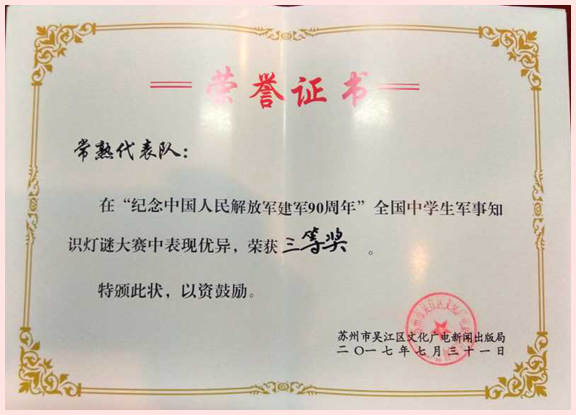 荣誉证书
常熟代表队：
在“纪念中国人民解放军建军90周年”全国中学生军事知
识灯谜大赛中表现优异，荣获三等奖。
特颁此状，以资鼓励。
苏州市吴江区文化广电新闻出版局
二〇一七年七月三十一日